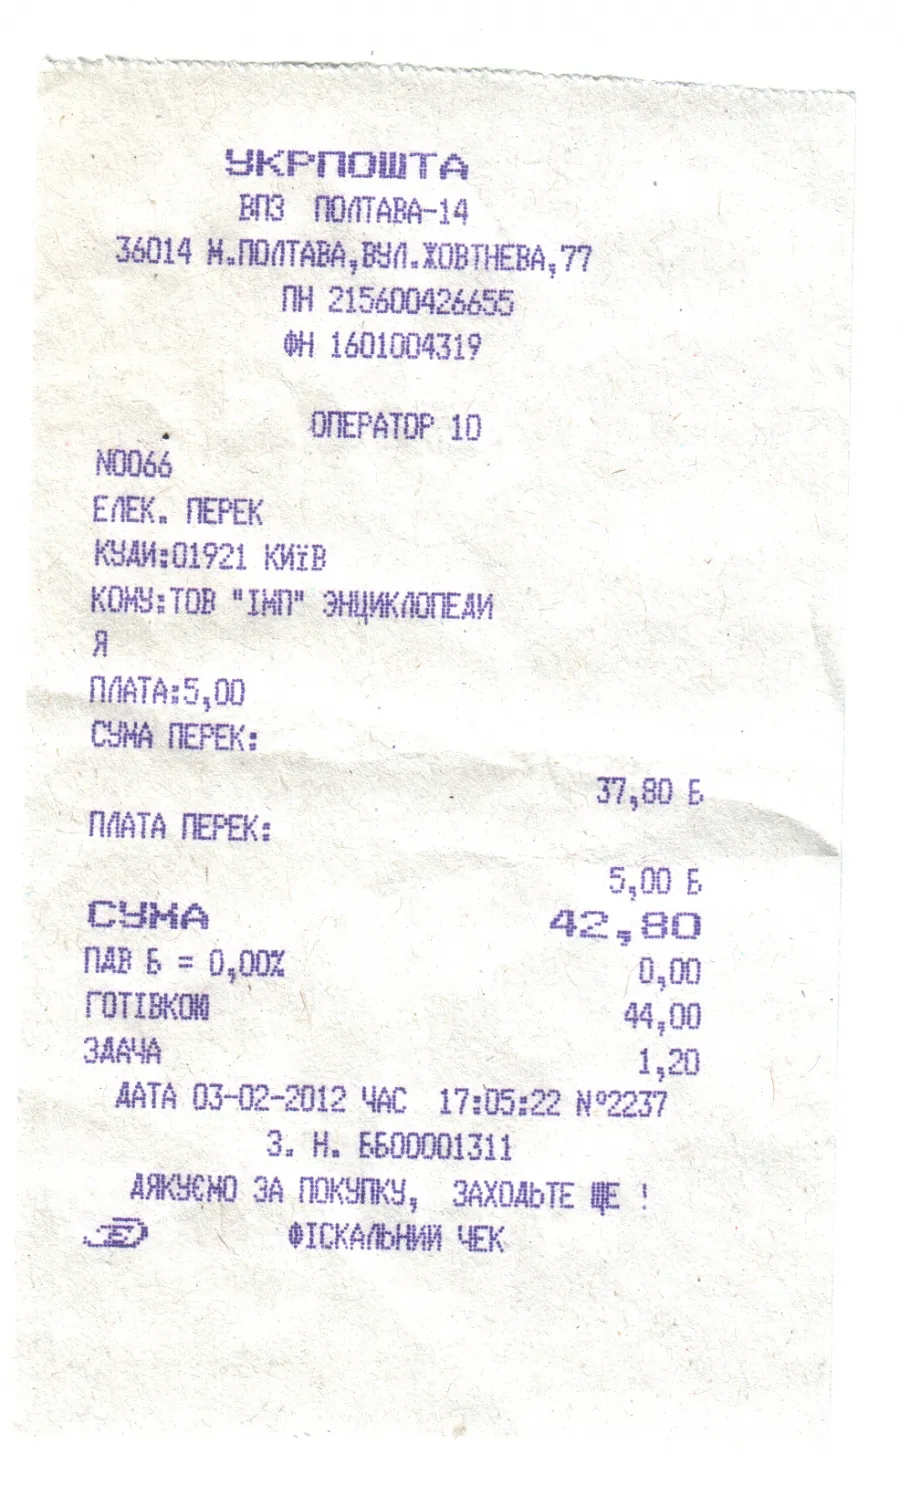 УКРПОШТА
ВПЗ ПОЛТАВА-14
36014 М.ПОЛТАВА,ВУЛ.ЖОВТНЕВА,77
ПН 215600426655
ФН 1601004319
ОПЕРАТОР 10
N0066
ЕЛЕК. ПЕРЕК
КУДИ:01921 КИЇВ
КОМУ:ТОВ "ІМП" ЭНЦИКЛОПЕДИ
Я
ПЛАТА:5,00
СУМА ПЕРЕК:
37,80 Б
ПЛАТА ПЕРЕК:
5,00 Б
СУМА 42,80
ПДВ Б = 0,00% 0,00
ГОТІВКОЮ 44,00
ЗДАЧА 1,20
ДАТА 03-02-2012 ЧАС 17:05:22 №2237
З. Н. ББ00001311
ДЯКУЄМО ЗА ПОКУПКУ, ЗАХОДЬТЕ ЩЕ !
ФІСКАЛЬНИЙ ЧЕК